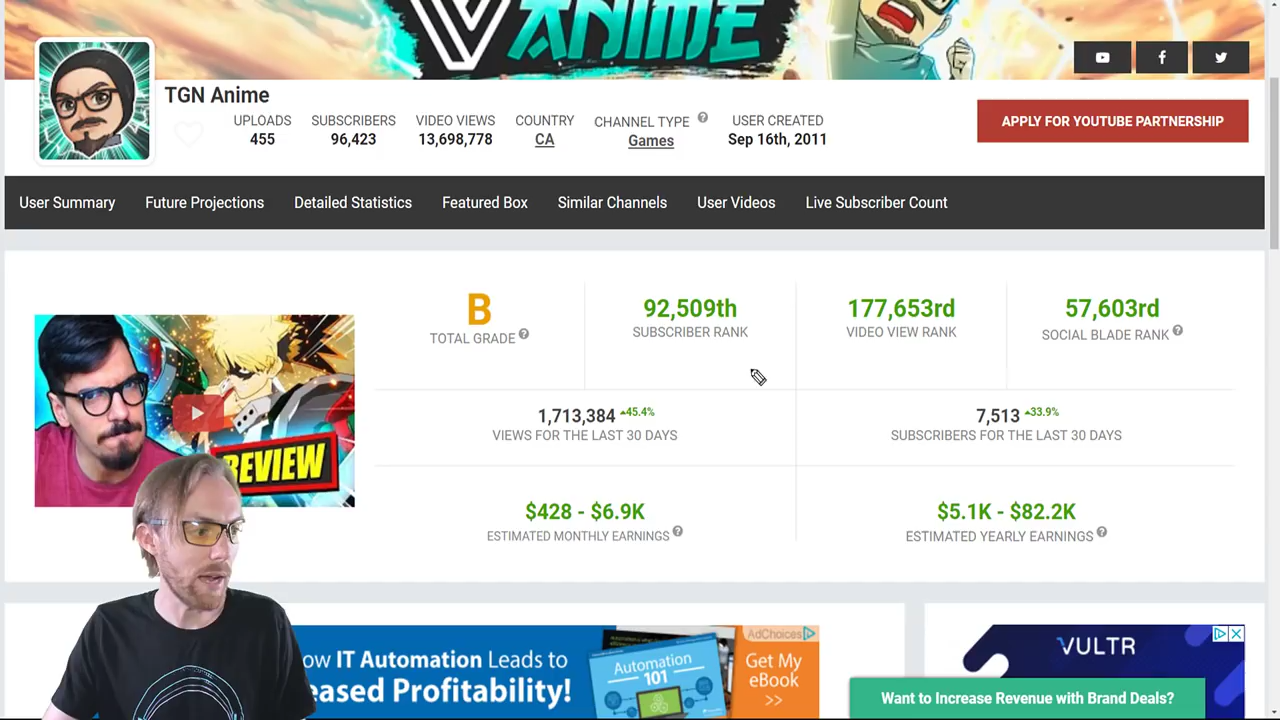 ANIME
TGN Anime
UPLOADS
455
SUBSCRIBERS
96,423
VIDEO VIEWS
13,698,778
COUNTRY
CA
CHANNEL TYPE ?
Games
USER CREATED
Sep 16th, 2011
APPLY FOR YOUTUBE PARTNERSHIP
User Summary Future Projections Detailed Statistics Featured Box Similar Channels User Videos Live Subscriber Count
B
TOTAL GRADE ?
92,509th
SUBSCRIBER RANK
177,653rd
VIDEO VIEW RANK
57,603rd
SOCIAL BLADE RANK ?
REVIEW
1,713,384 45.4%
VIEWS FOR THE LAST 30 DAYS
7,513 33.9%
SUBSCRIBERS FOR THE LAST 30 DAYS
$428 - $6.9K
ESTIMATED MONTHLY EARNINGS ?
$5.1K - $82.2K
ESTIMATED YEARLY EARNINGS ?
ow IT Automation Leads to
eased Profitability!
Automation
101
AdChoices
Get My
eBook
>>
VULTR
Want to Increase Revenue with Brand Deals?